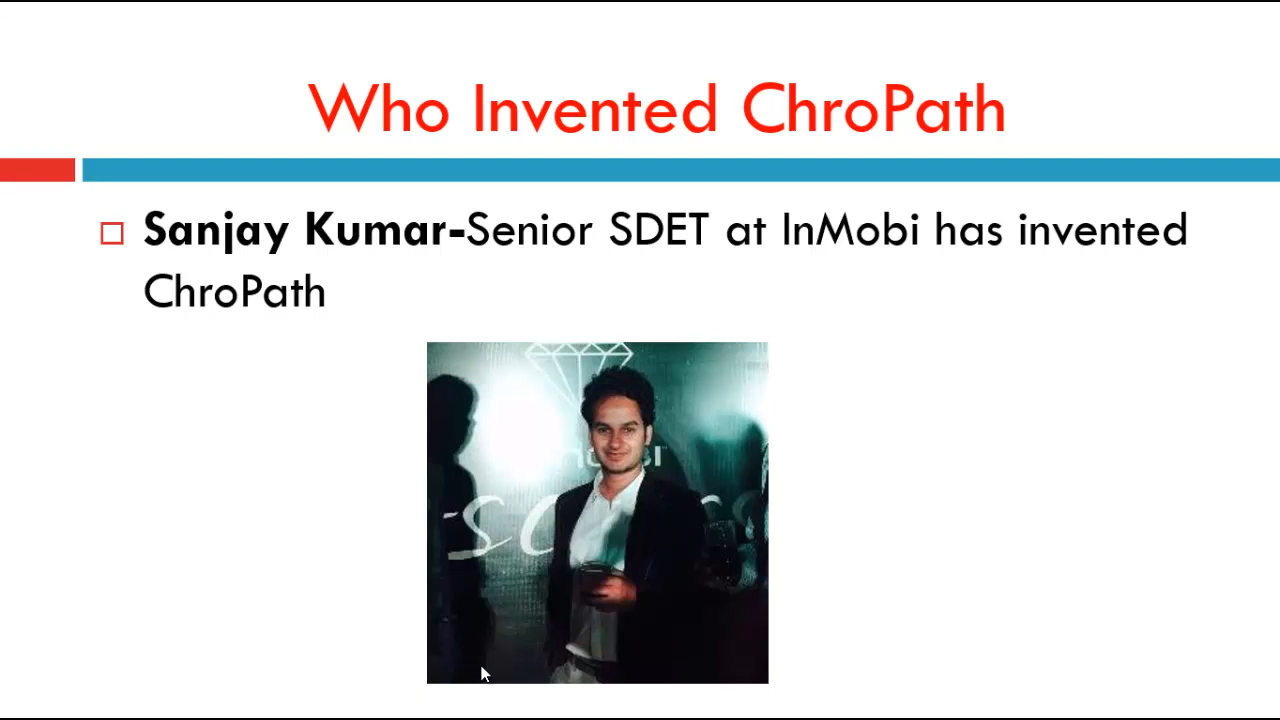 Who Invented ChroPath
Sanjay Kumar-Senior SDET at InMobi has invented
ChroPath